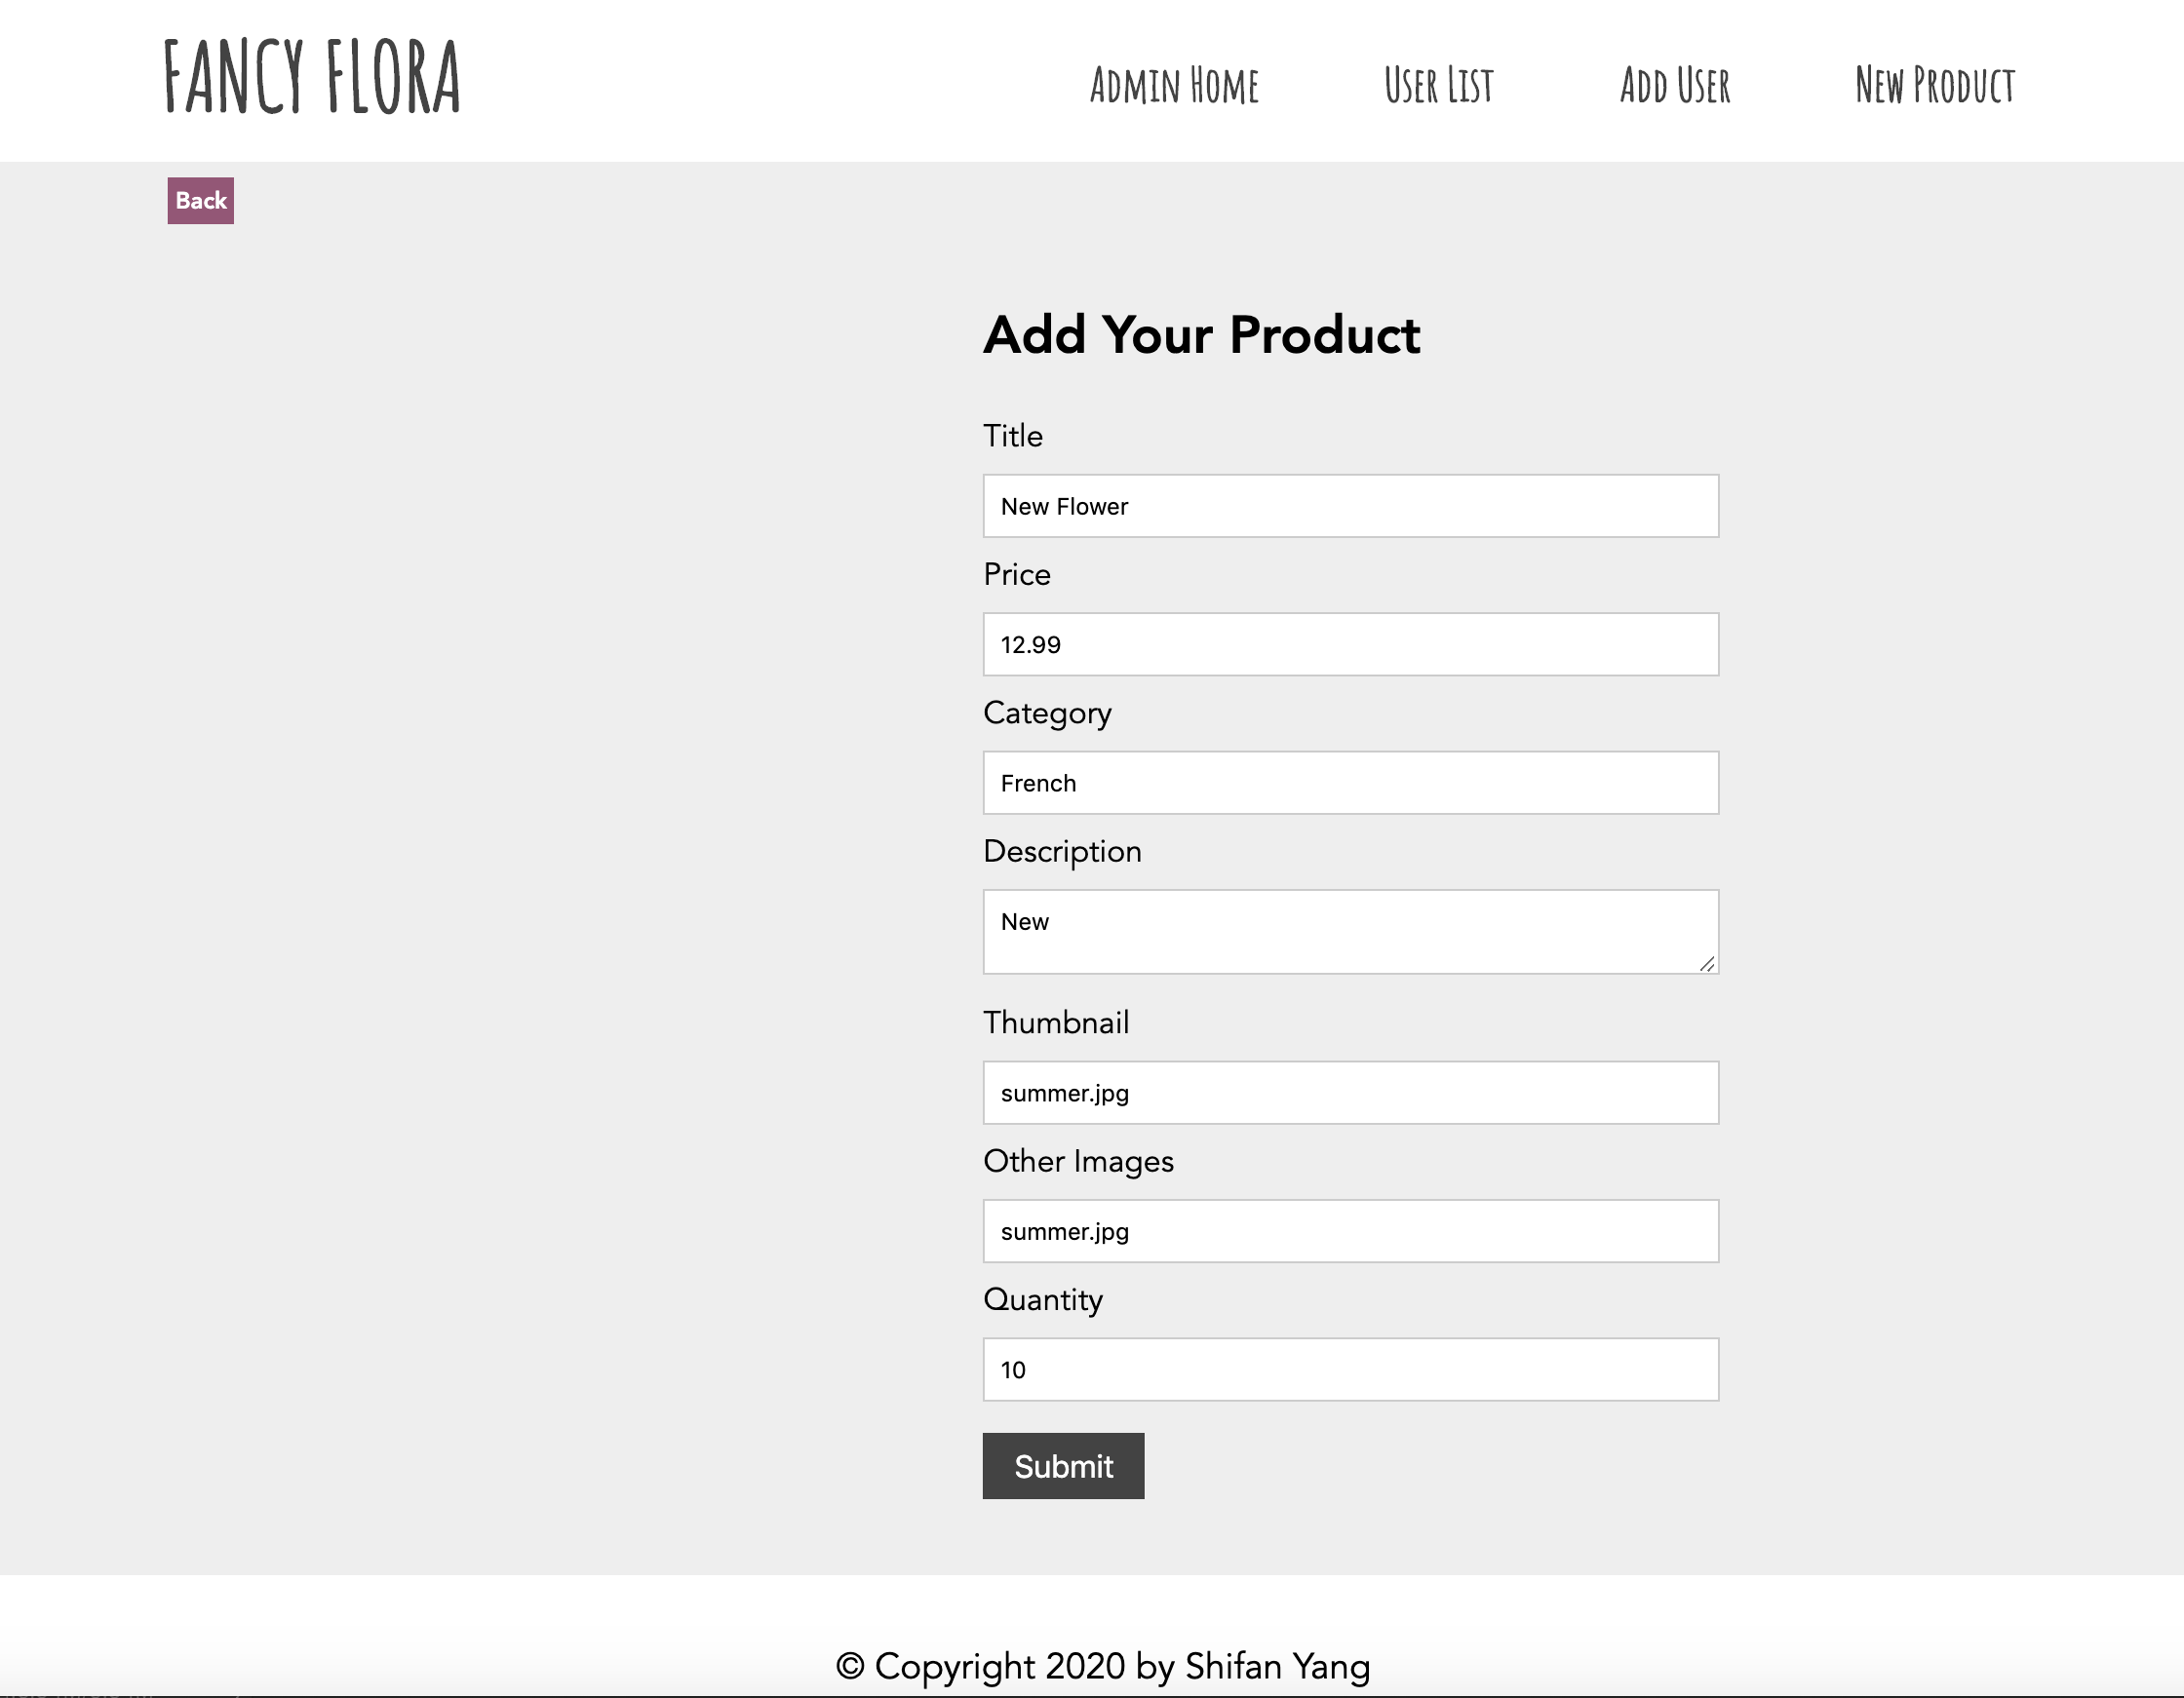 FANCY FLORA
Admin Home User List Add User New Product
Back
Add Your Product
Title
New Flower
Price
12.99
Category
French
Description
New
Thumbnail
summer.jpg
Other Images
summer.jpg
Quantity
10
Submit
© Copyright 2020 by Shifan Yang